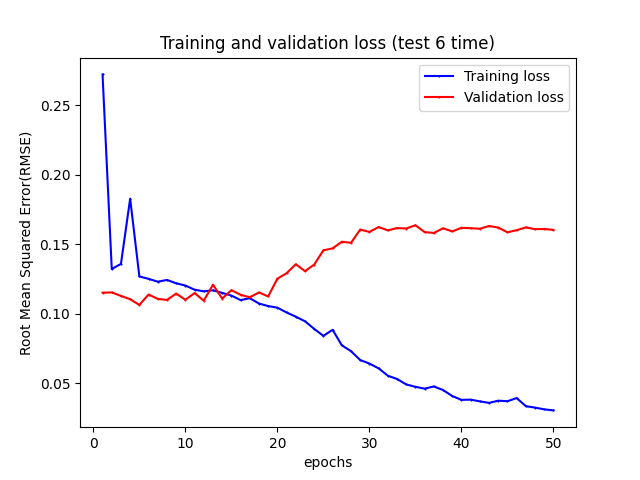 Training and validation loss (test 6 time)
Training loss
Validation loss
Root Mean Squared Error(RMSE)
0.25
0.20
0.15
0.10
0.05
0
10
20
30
40
50
epochs